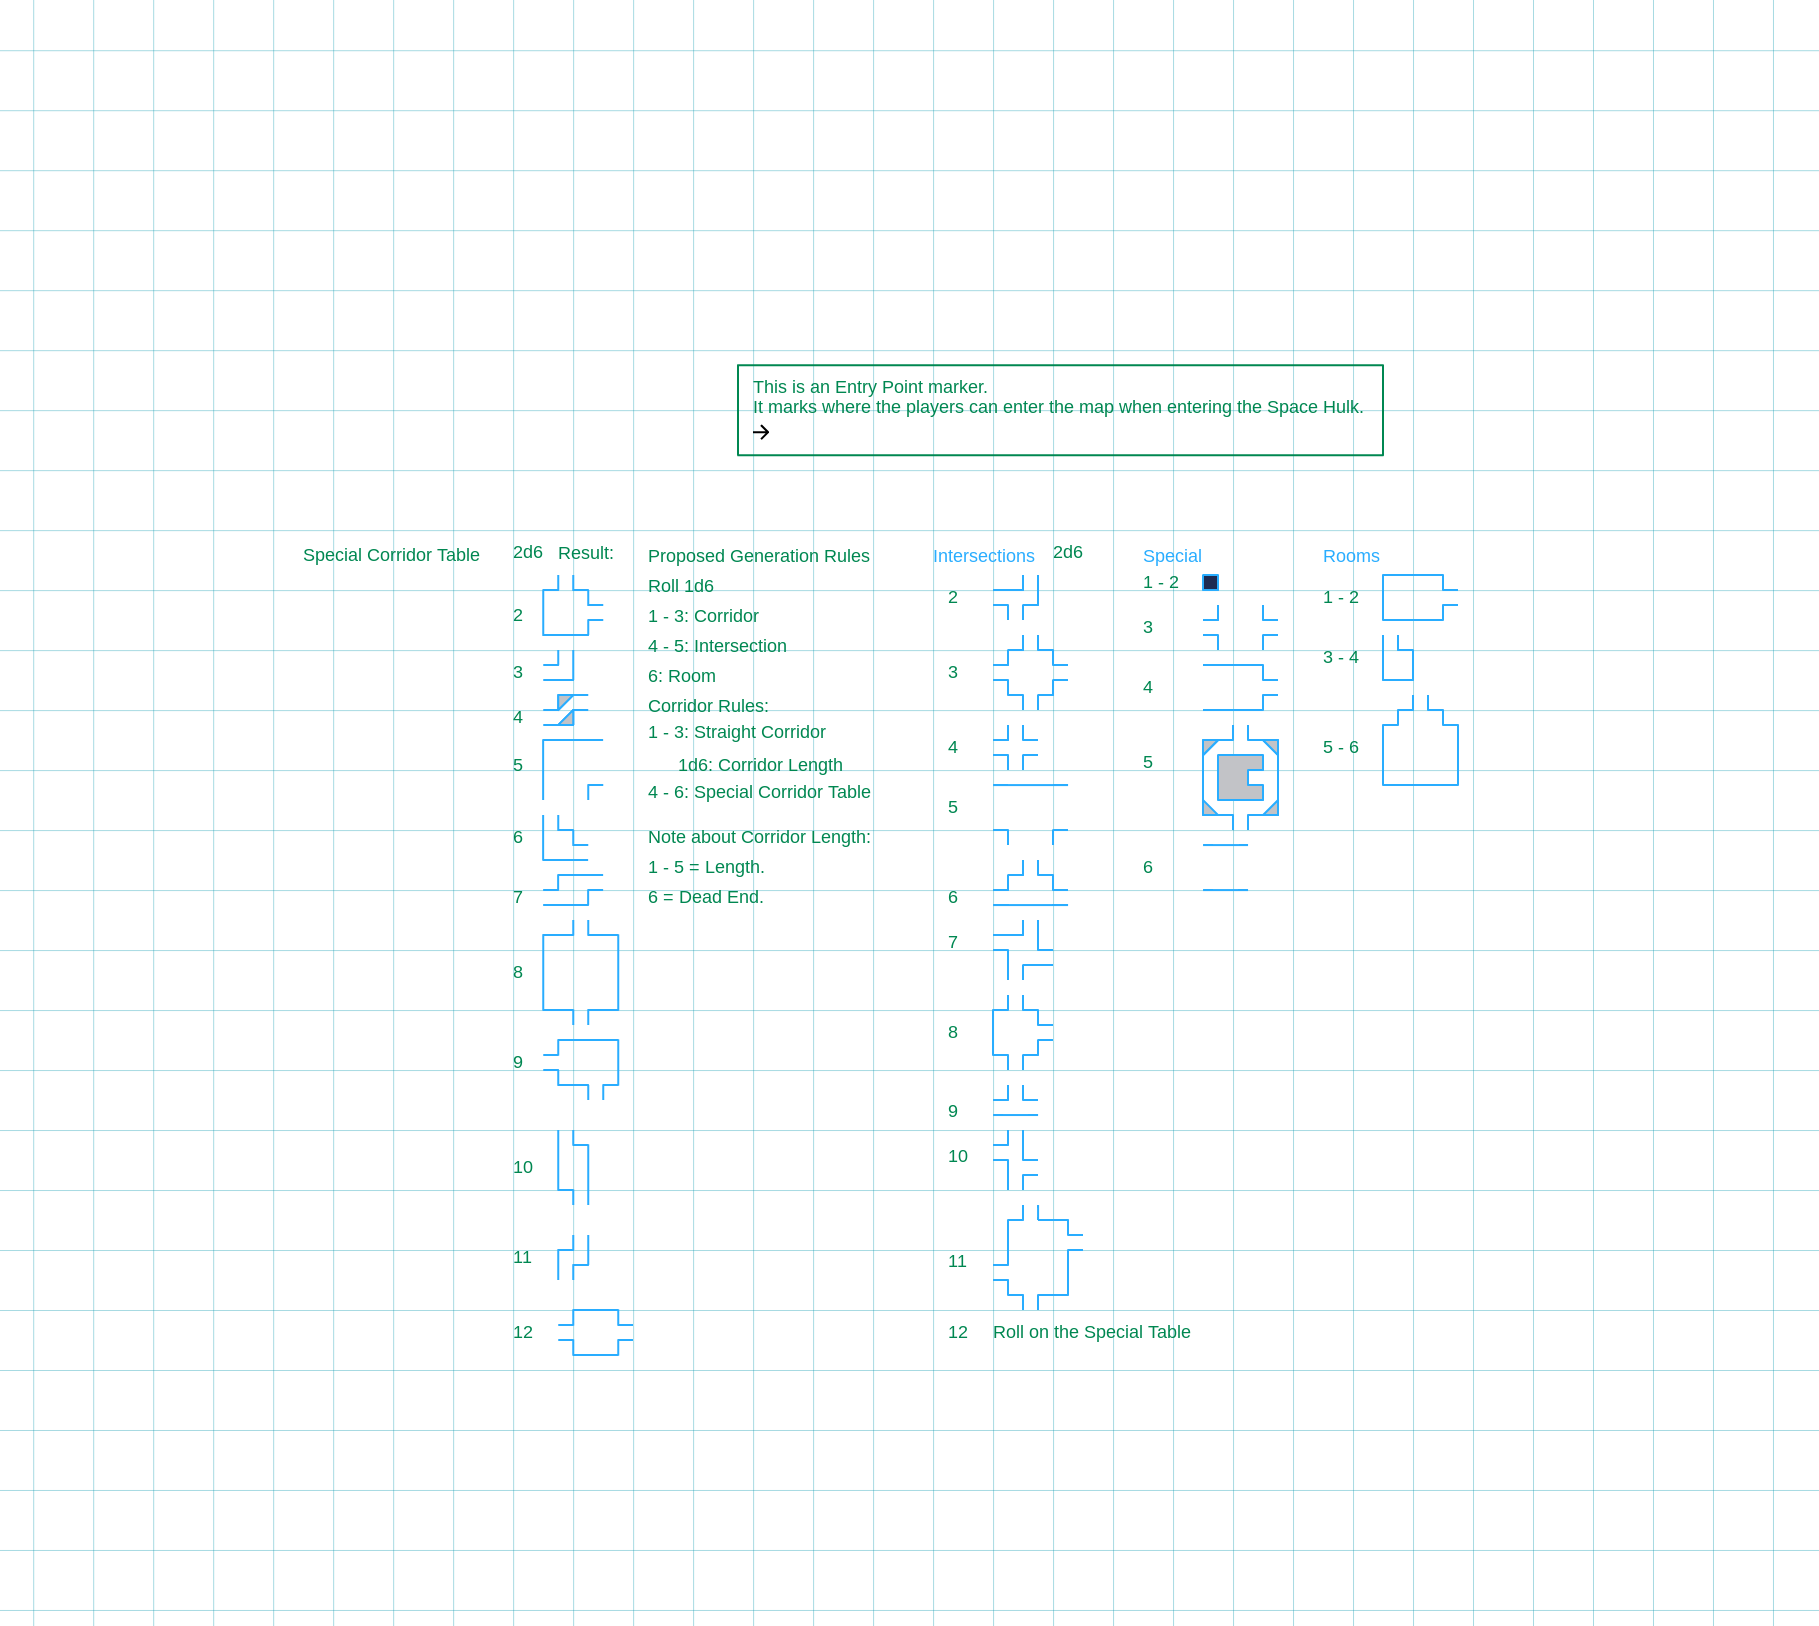 This is an Entry Point marker.
It marks where the players can enter the map when entering the Space Hulk.
Special Corridor Table
2d6
Result:
2
3
4
5
6
7
8
9
10
11
12
Proposed Generation Rules
Roll 1d6
1 - 3: Corridor
4 - 5: Intersection
6: Room
Corridor Rules:
1 - 3: Straight Corridor
1d6: Corridor Length
4 - 6: Special Corridor Table
Note about Corridor Length:
1 - 5 = Length.
6 = Dead End.
Intersections
2d6
2
3
4
5
6
7
8
9
10
11
12 Roll on the Special Table
Special
1 - 2
3
4
5
6
Rooms
1 - 2
3 - 4
5 - 6